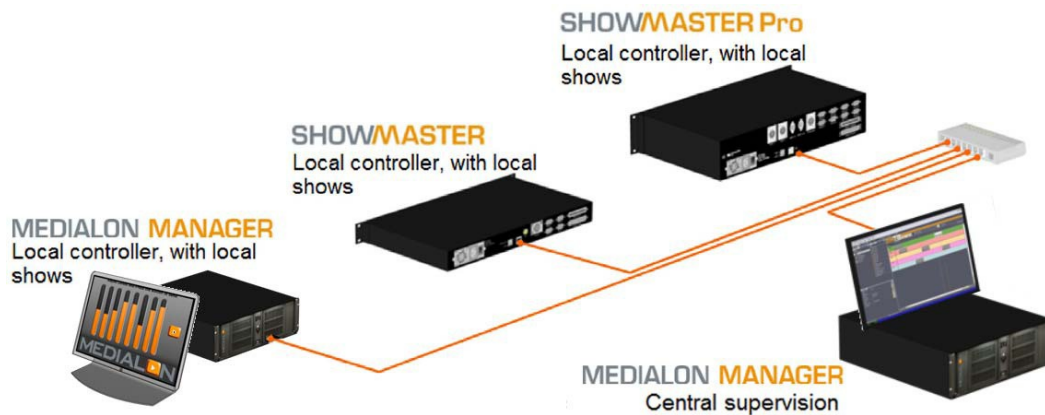 SHOWMASTER Pro
Local controller, with local
shows
SHOWMASTER
Local controller, with local
shows
MEDIALON MANAGER
Local controller, with local
shows
MEDIALON
MEDIALON MANAGER
Central supervision